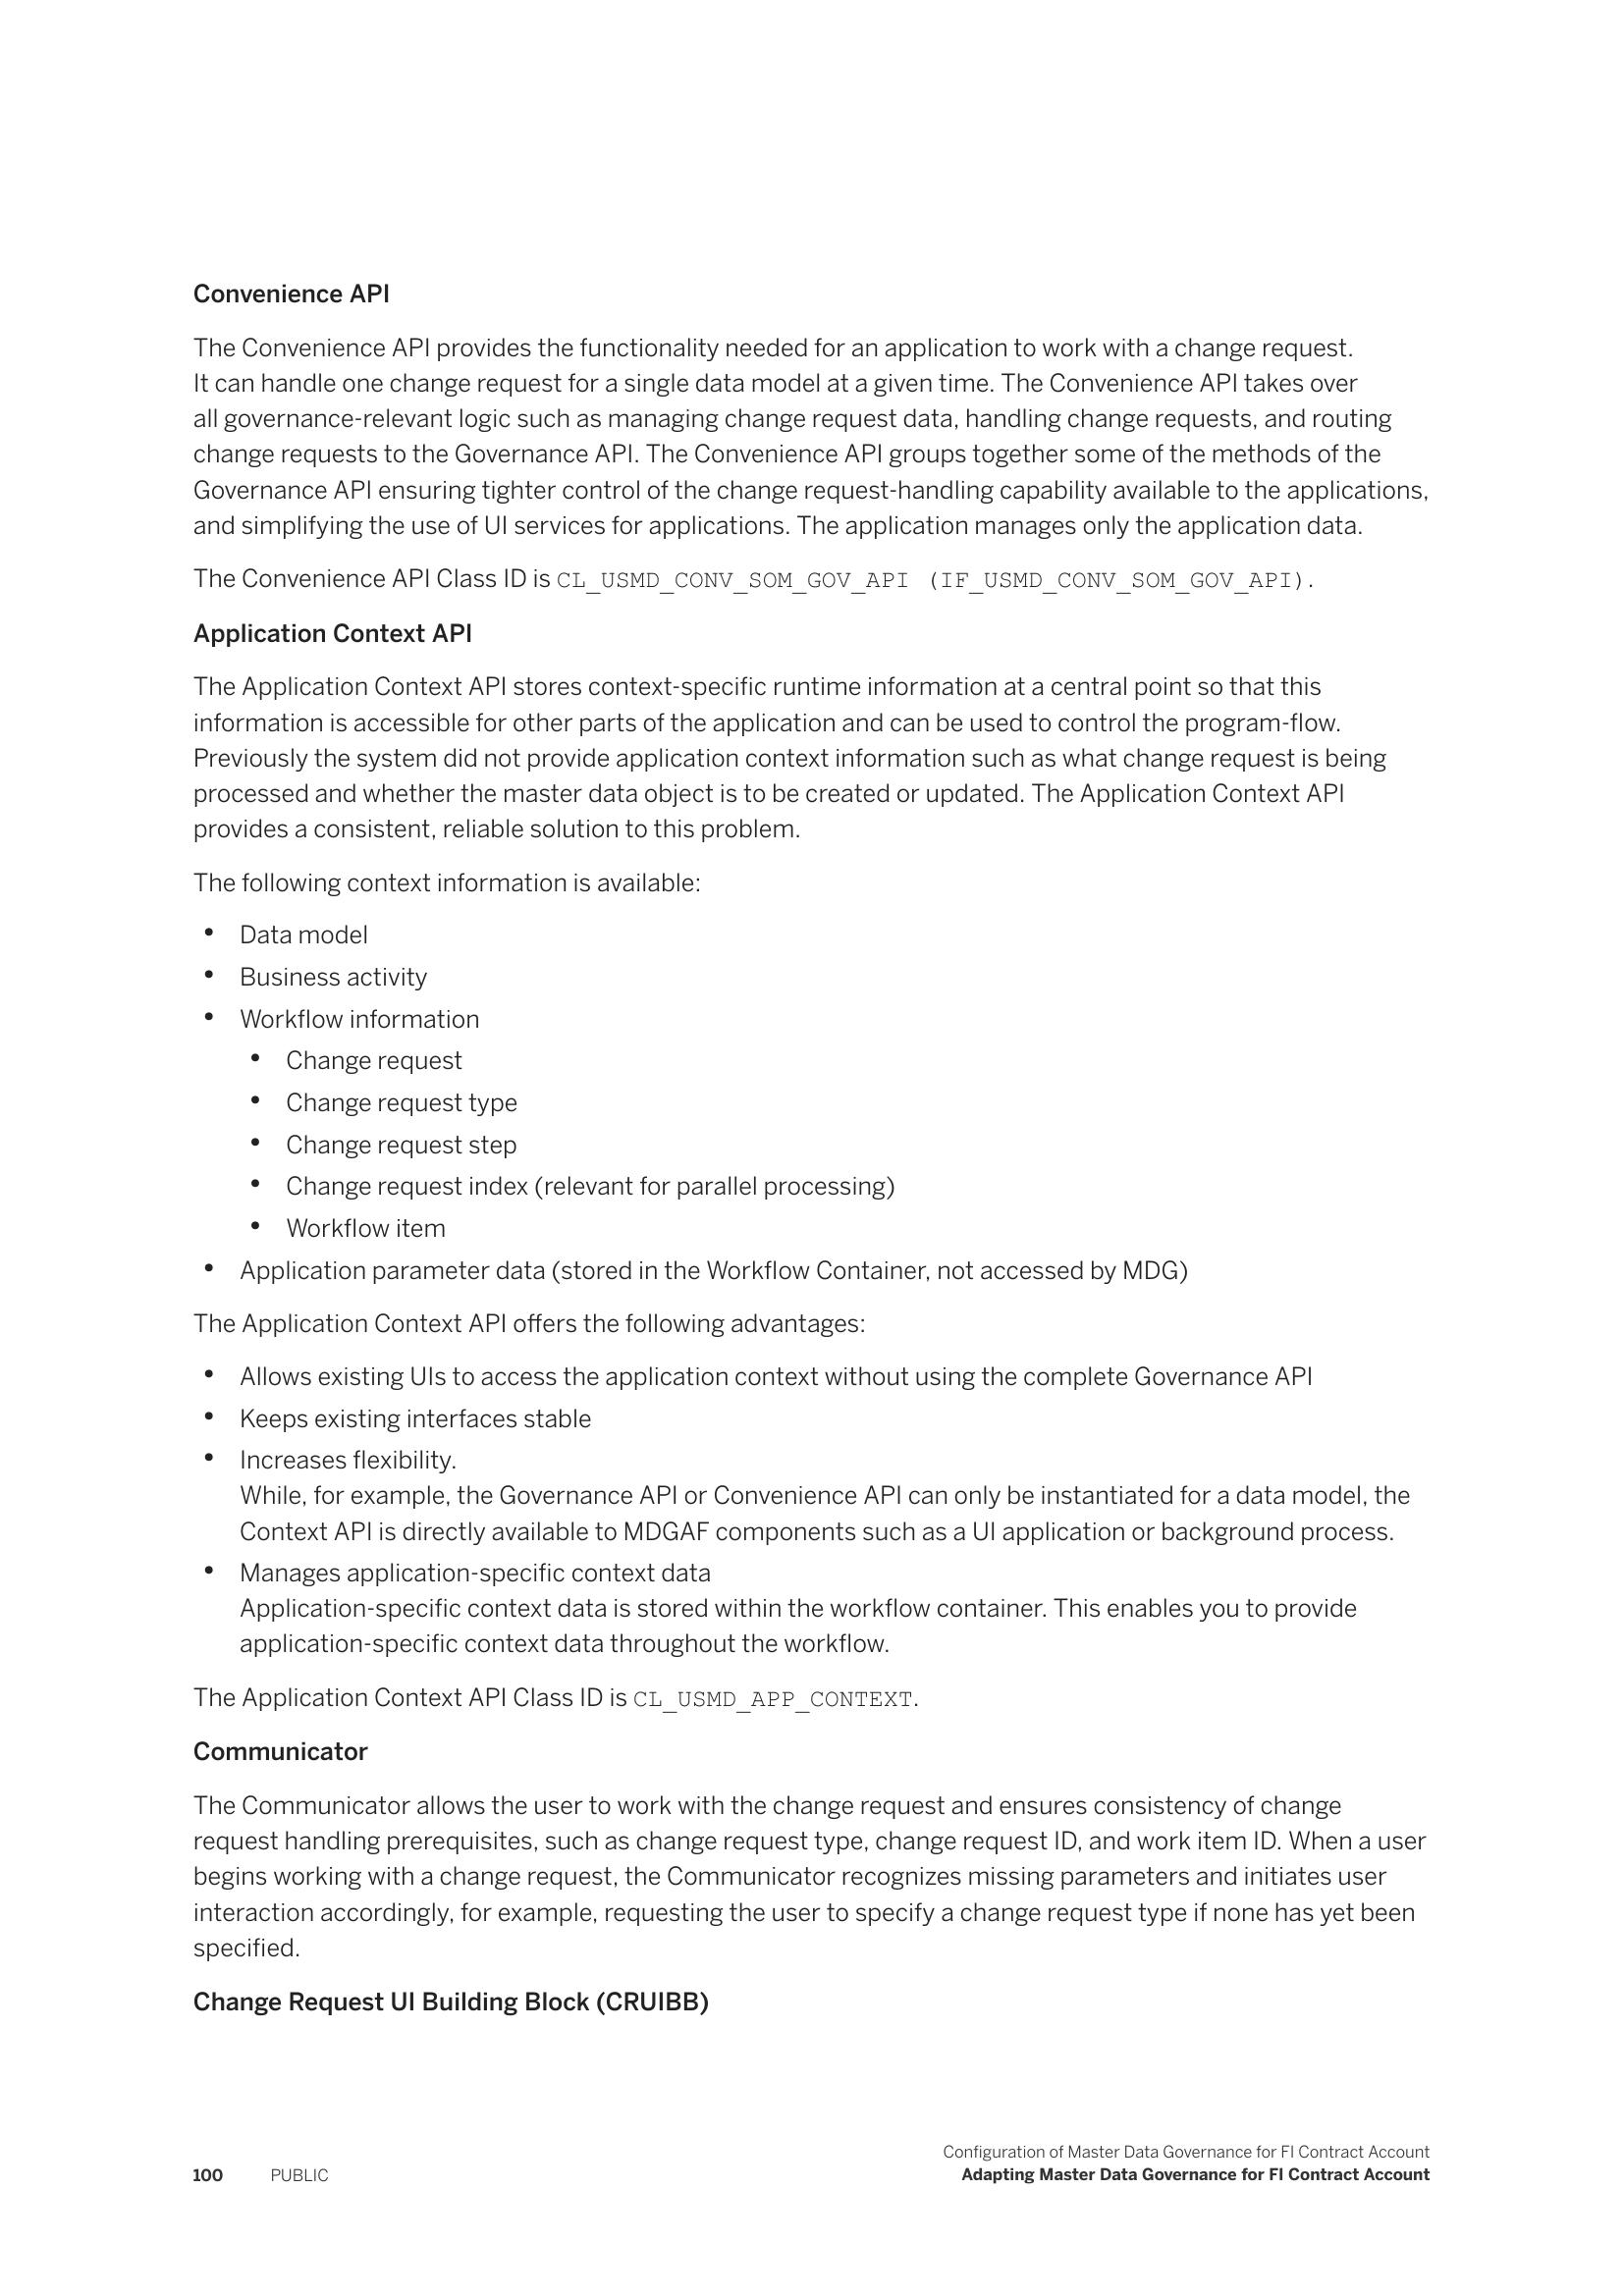 Convenience API
The Convenience API provides the functionality needed for an application to work with a change request.
It can handle one change request for a single data model at a given time. The Convenience API takes over
all governance-relevant logic such as managing change request data, handling change requests, and routing
change requests to the Governance API. The Convenience API groups together some of the methods of the
Governance API ensuring tighter control of the change request-handling capability available to the applications,
and simplifying the use of UI services for applications. The application manages only the application data.
The Convenience API Class ID is CL_USMD_CONV_SOM_GOV_API (IF_USMD_CONV_SOM_GOV_API).
Application Context API
The Application Context API stores context-specific runtime information at a central point so that this
information is accessible for other parts of the application and can be used to control the program-flow.
Previously the system did not provide application context information such as what change request is being
processed and whether the master data object is to be created or updated. The Application Context API
provides a consistent, reliable solution to this problem.
The following context information is available:
• Data model
• Business activity
• Workflow information
• Change request
• Change request type
• Change request step
• Change request index (relevant for parallel processing)
• Workflow item
• Application parameter data (stored in the Workflow Container, not accessed by MDG)
The Application Context API offers the following advantages:
• Allows existing UIs to access the application context without using the complete Governance API
• Keeps existing interfaces stable
• Increases flexibility.
While, for example, the Governance API or Convenience API can only be instantiated for a data model, the
Context API is directly available to MDGAF components such as a UI application or background process.
• Manages application-specific context data
Application-specific context data is stored within the workflow container. This enables you to provide
application-specific context data throughout the workflow.
The Application Context API Class ID is CL_USMD_APP_CONTEXT.
Communicator
The Communicator allows the user to work with the change request and ensures consistency of change
request handling prerequisites, such as change request type, change request ID, and work item ID. When a user
begins working with a change request, the Communicator recognizes missing parameters and initiates user
interaction accordingly, for example, requesting the user to specify a change request type if none has yet been
specified.
Change Request UI Building Block (CRUIBB)
Configuration of Master Data Governance for FI Contract Account
100 PUBLIC Adapting Master Data Governance for FI Contract Account